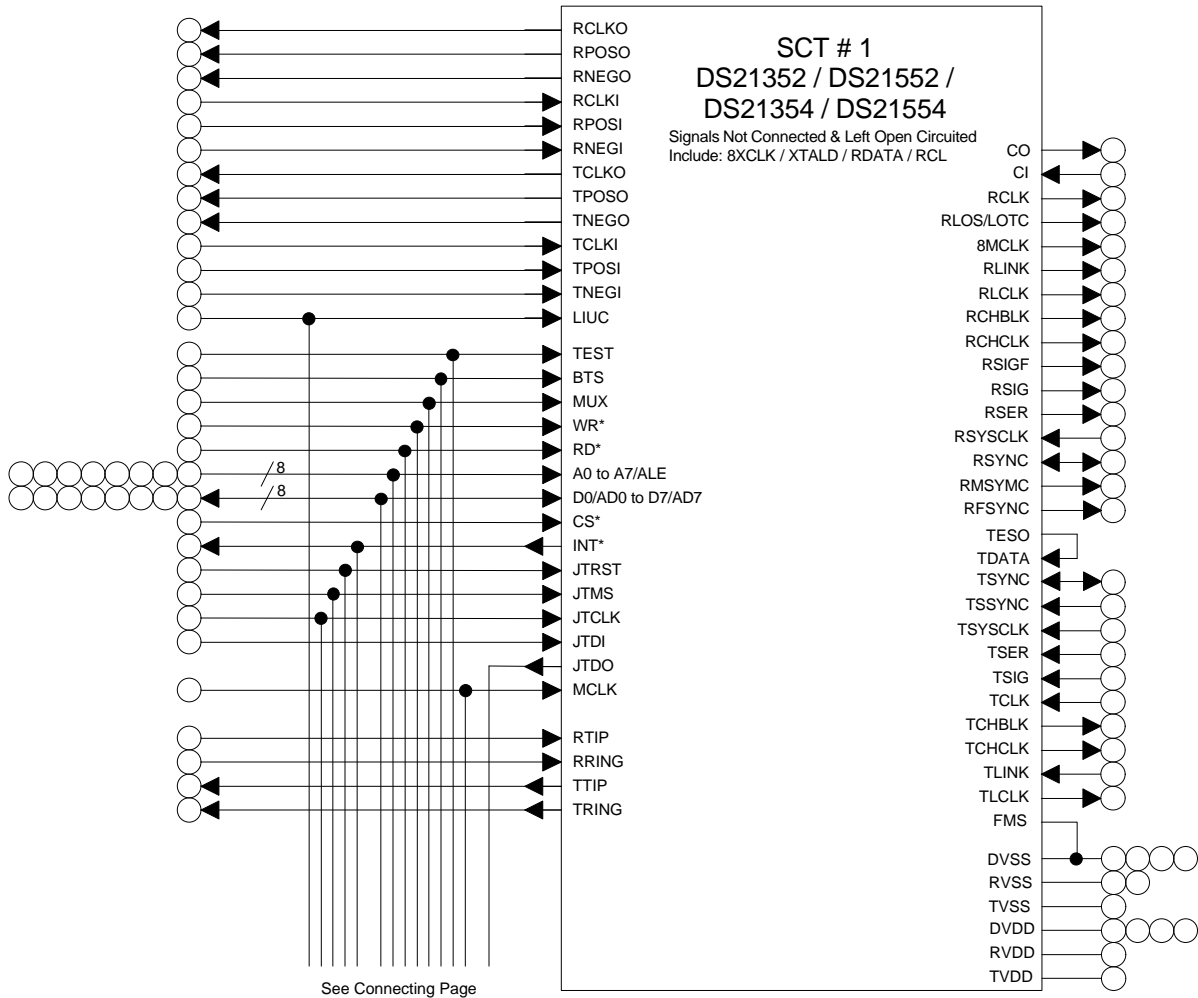 SCT # 1
DS21352 / DS21552 /
DS21354 / DS21554
Signals Not Connected & Left Open Circuited
Include: 8XCLK / XTALD / RDATA / RCL
RCLKO
RPOSO
RNEGO
RCLKI
RPOSI
RNEGI
TCLKO
TPOSO
TNEGO
TCLKI
TPOSI
TNEGI
LIUC
TEST
BTS
MUX
WR*
RD*
8
A0 to A7/ALE
8
D0/AD0 to D7/AD7
CS*
INT*
JTRST
JTMS
JTCLK
JTDI
JTDO
MCLK
RTIP
RRING
TTIP
TRING
CO
CI
RCLK
RLOS/LOTC
8MCLK
RLINK
RLCLK
RCHBLK
RCHCLK
RSIGF
RSIG
RSER
RSYSCLK
RSYNC
RMSYMC
RFSYNC
TESO
TDATA
TSYNC
TSSYNC
TSYSCLK
TSER
TSIG
TCLK
TCHBLK
TCHCLK
TLINK
TLCLK
FMS
DVSS
RVSS
TVSS
DVDD
RVDD
TVDD
See Connecting Page